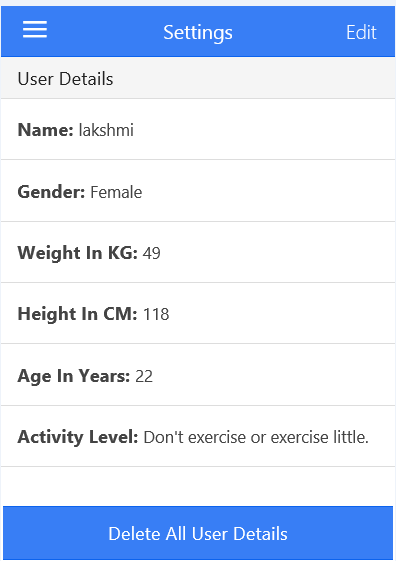 Settings Edit
User Details
Name: lakshmi
Gender: Female
Weight In KG: 49
Height In CM: 118
Age In Years: 22
Activity Level: Don't exercise or exercise little.
Delete All User Details